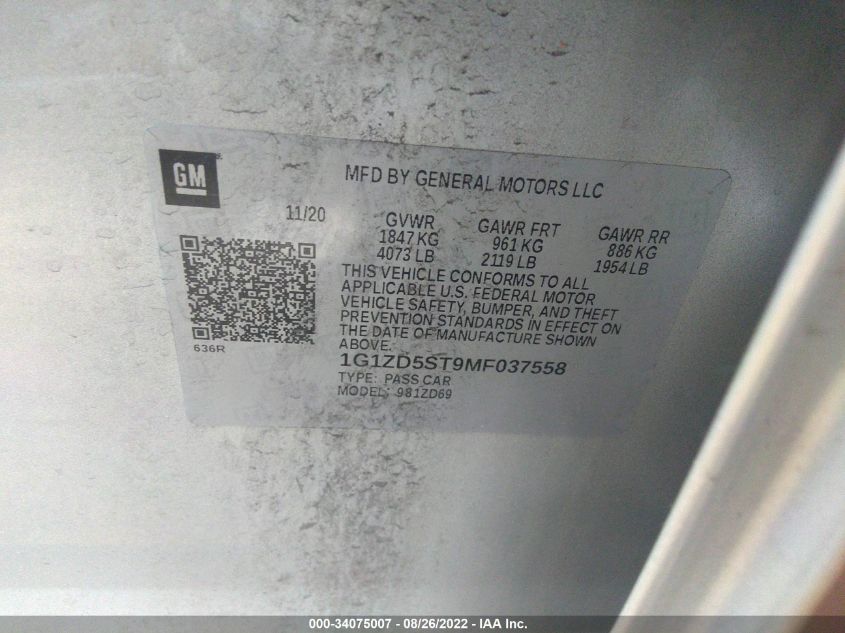 GM
MFD BY GENERAL MOTORS LLC
11/20
GVWR GAWR FRT GAWR RR
1847 KG 961 KG 886 KG
4073 LB 2119 LB 1954 LB
THIS VEHICLE CONFORMS TO ALL
APPLICABLE U.S. FEDERAL MOTOR
VEHICLE SAFETY, BUMPER, AND THEFT
PREVENTION STANDARDS IN EFFECT ON
THE DATE OF MANUFACTURE SHOWN
ABOVE.
636R
1G1ZD5ST9MF037558
TYPE: PASS CAR
MODEL: 981ZD69
000-34075007 - 08/26/2022 - IAA Inc.